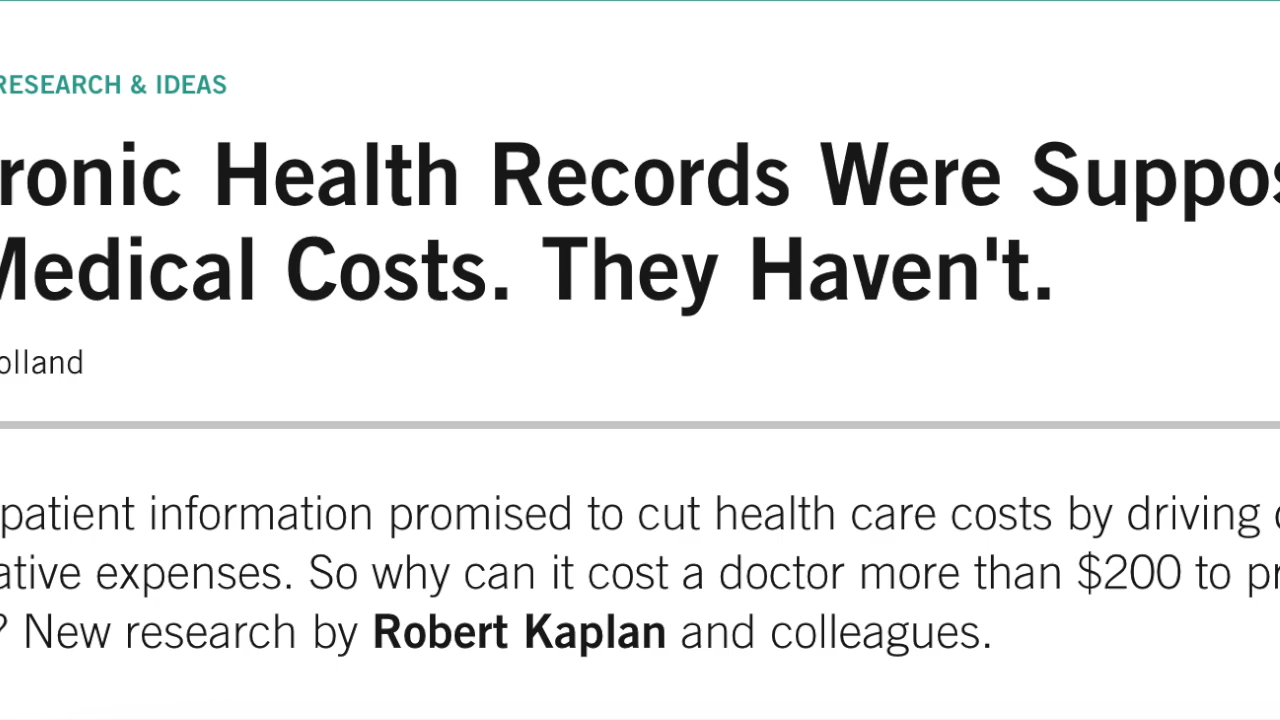 RESEARCH & IDEAS
ronic Health Records Were Suppos
Medical Costs. They Haven't.
olland
patient information promised to cut health care costs by driving
ative expenses. So why can it cost a doctor more than $200 to pr
? New research by Robert Kaplan and colleagues.